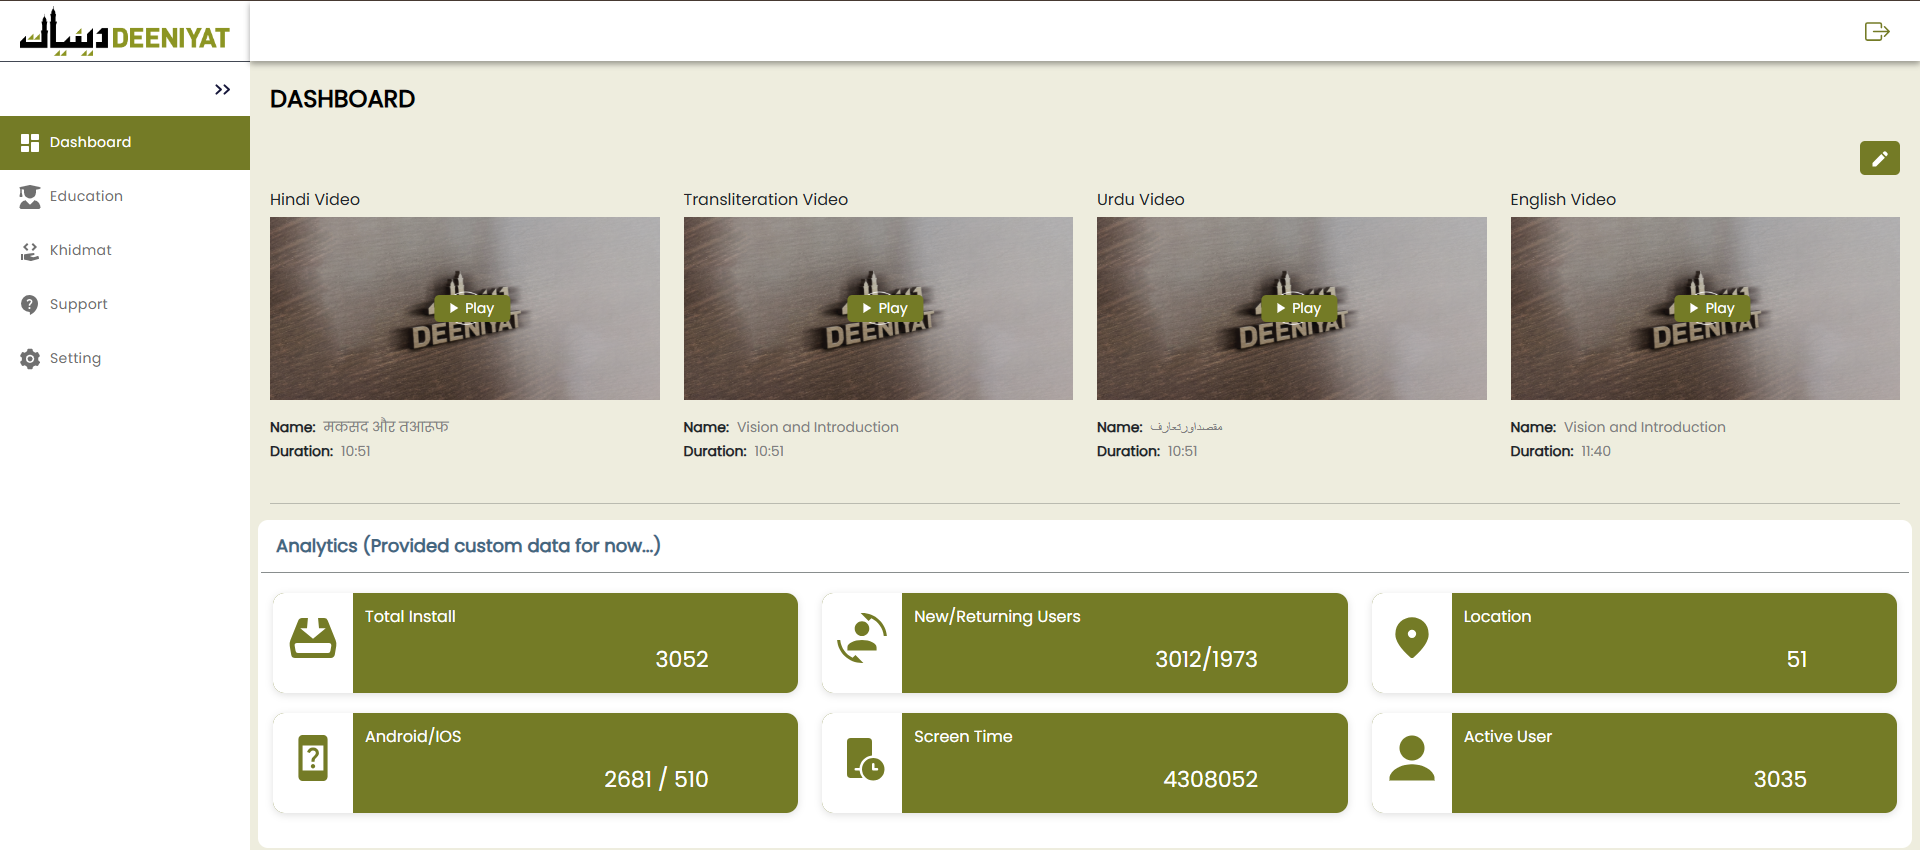 دینیات DEENIYAT
DASHBOARD
Dashboard
Education
Khidmat
Support
Setting
Hindi Video
Transliteration Video
Urdu Video
English Video
Play
DEENIYAT
Play
DEENIYAT
Play
DEENIYAT
Play
DEENIYAT
Name: मकसद और तआरूफ
Duration: 10:51
Name: Vision and Introduction
Duration: 10:51
Name: مقصداورتعارف
Duration: 10:51
Name: Vision and Introduction
Duration: 11:40
Analytics (Provided custom data for now...)
Total Install
3052
New/Returning Users
3012/1973
Location
51
Android/IOS
2681 / 510
Screen Time
4308052
Active User
3035